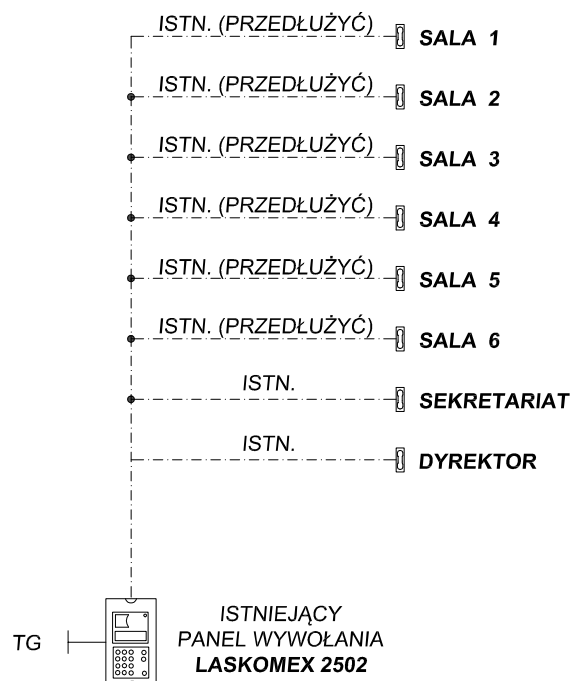 ISTN. (PRZEDŁUŻYĆ)
SALA 1
ISTN. (PRZEDŁUŻYĆ)
SALA 2
ISTN. (PRZEDŁUŻYĆ)
SALA 3
ISTN. (PRZEDŁUŻYĆ)
SALA 4
ISTN. (PRZEDŁUŻYĆ)
SALA 5
ISTN. (PRZEDŁUŻYĆ)
SALA 6
ISTN.
SEKRETARIAT
ISTN.
DYREKTOR
TG
ISTNIEJĄCY
PANEL WYWOŁANIA
LASKOMEX 2502